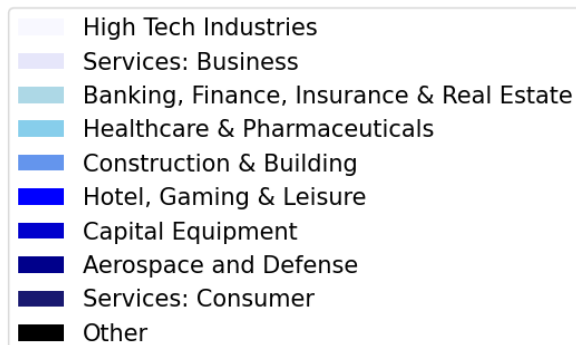 High Tech Industries
Services: Business
Banking, Finance, Insurance & Real Estate
Healthcare & Pharmaceuticals
Construction & Building
Hotel, Gaming & Leisure
Capital Equipment
Aerospace and Defense
Services: Consumer
Other